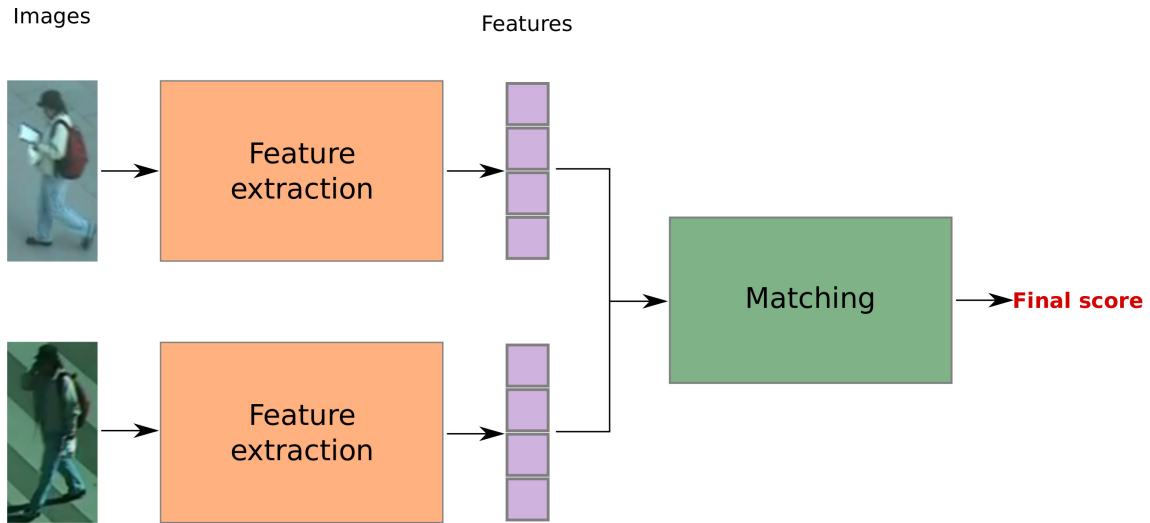 Images
Features
Feature
extraction
Matching
Final score
Feature
extraction